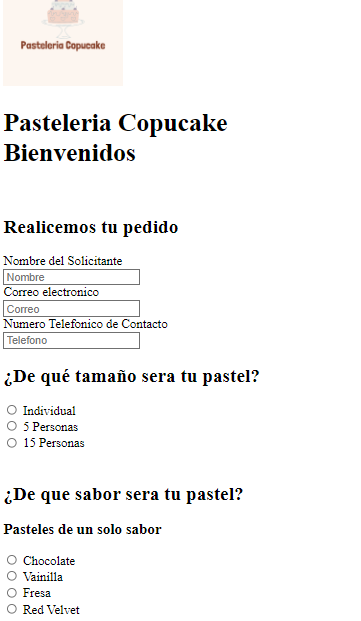 Pasteleria Copucake
Pasteleria Copucake
Bienvenidos
Realicemos tu pedido
Nombre del Solicitante
Nombre
Correo electronico
Correo
Numero Telefonico de Contacto
Telefono
¿De qué tamaño sera tu pastel?
Individual
5 Personas
15 Personas
¿De que sabor sera tu pastel?
Pasteles de un solo sabor
Chocolate
Vainilla
Fresa
Red Velvet